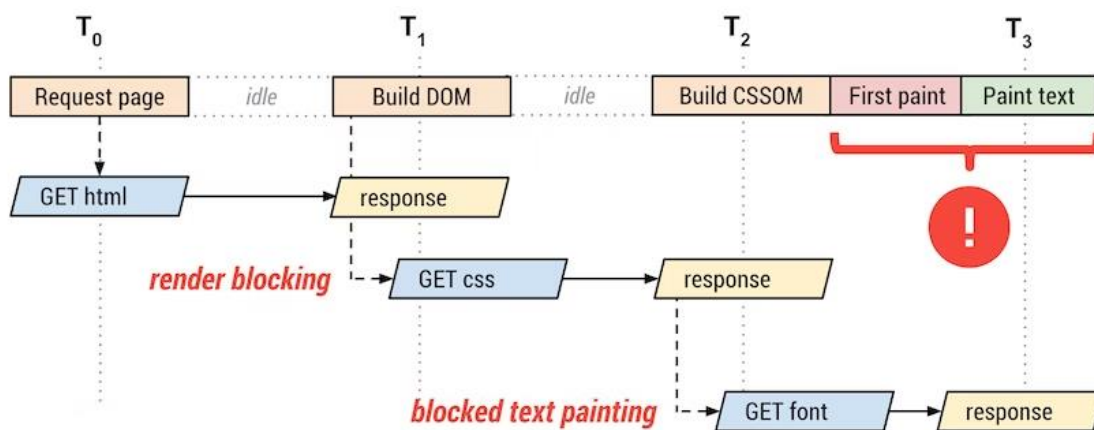 T0 T1 T2 T3
Request page idle Build DOM idle Build CSSOM First paint Paint text
GET html response
!
render blocking GET css response
blocked text painting GET font response